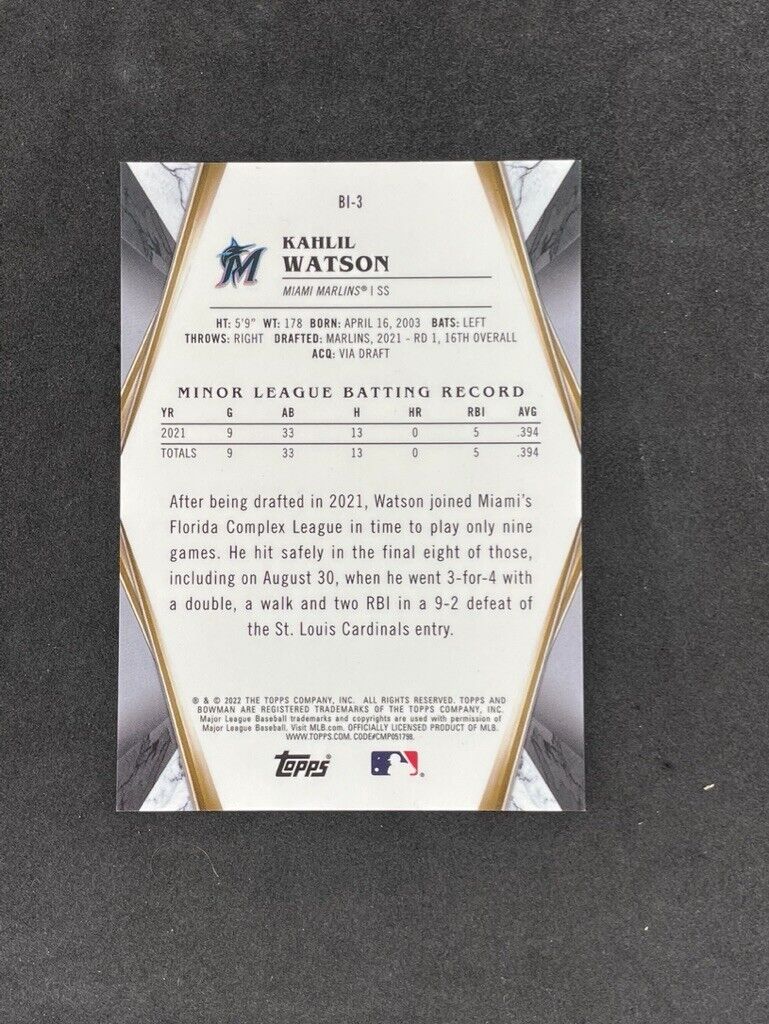 BI-3
M
KAHLIL
WATSON
MIAMI MARLINS® | SS
HT: 5'9" WT: 178 BORN: APRIL 16, 2003 BATS: LEFT
THROWS: RIGHT DRAFTED: MARLINS, 2021 - RD 1, 16TH OVERALL
ACQ: VIA DRAFT
MINOR LEAGUE BATTING RECORD
YR G AB H HR RBI AVG
2021 9 33 13 0 5 .394
TOTALS 9 33 13 0 5 .394
After being drafted in 2021, Watson joined Miami's
Florida Complex League in time to play only nine
games. He hit safely in the final eight of those,
including on August 30, when he went 3-for-4 with
a double, a walk and two RBI in a 9-2 defeat of
the St. Louis Cardinals entry.
® & © 2022 THE TOPPS COMPANY, INC. ALL RIGHTS RESERVED. TOPPS AND
BOWMAN ARE REGISTERED TRADEMARKS OF THE TOPPS COMPANY, INC.
Major League Baseball trademarks and copyrights are used with permission of
Major League Baseball. Visit MLB.com. OFFICIALLY LICENSED PRODUCT OF MLB.
WWW.TOPPS.COM. CODE#CMP051798.
Topps® ®